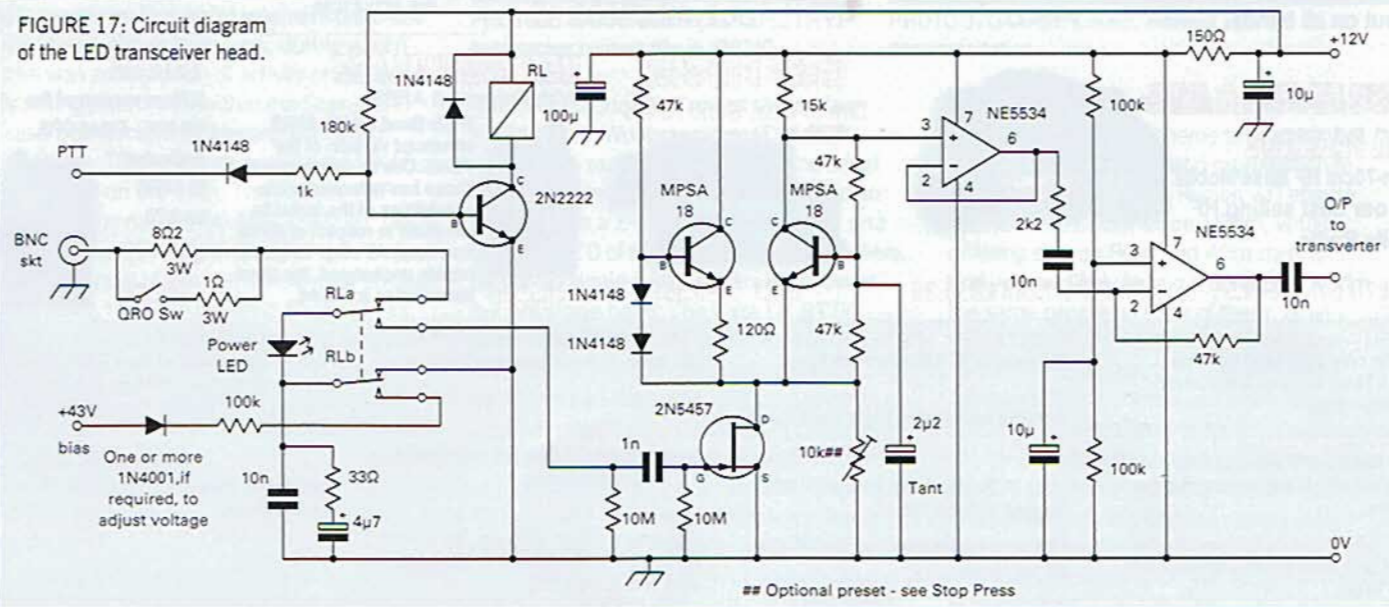 FIGURE 17: Circuit diagram
of the LED transceiver head.
PTT
1N4148
1k
180k
1N4148
RL
100µ
+
C
B
E
2N2222
BNC
skt
8Ω2
3W
1Ω
3W
QRO Sw
RLa
RLb
Power
LED
+43V
bias
100k
One or more
1N4001,if
required, to
adjust voltage
10n
33Ω
4µ7
+
47k
15k
MPSA
18
MPSA
18
C
B
E
C
B
E
1N4148
1N4148
120Ω
47k
47k
2N5457
D
G
S
1n
10M
10M
10k##
2µ2
+
Tant
3
+
2
-
7
4
6
NE5534
2k2
10n
100k
100k
10µ
+
3
+
2
-
7
4
6
NE5534
47k
10n
150Ω
+12V
10µ
+
O/P
to
transverter
0V
## Optional preset - see Stop Press